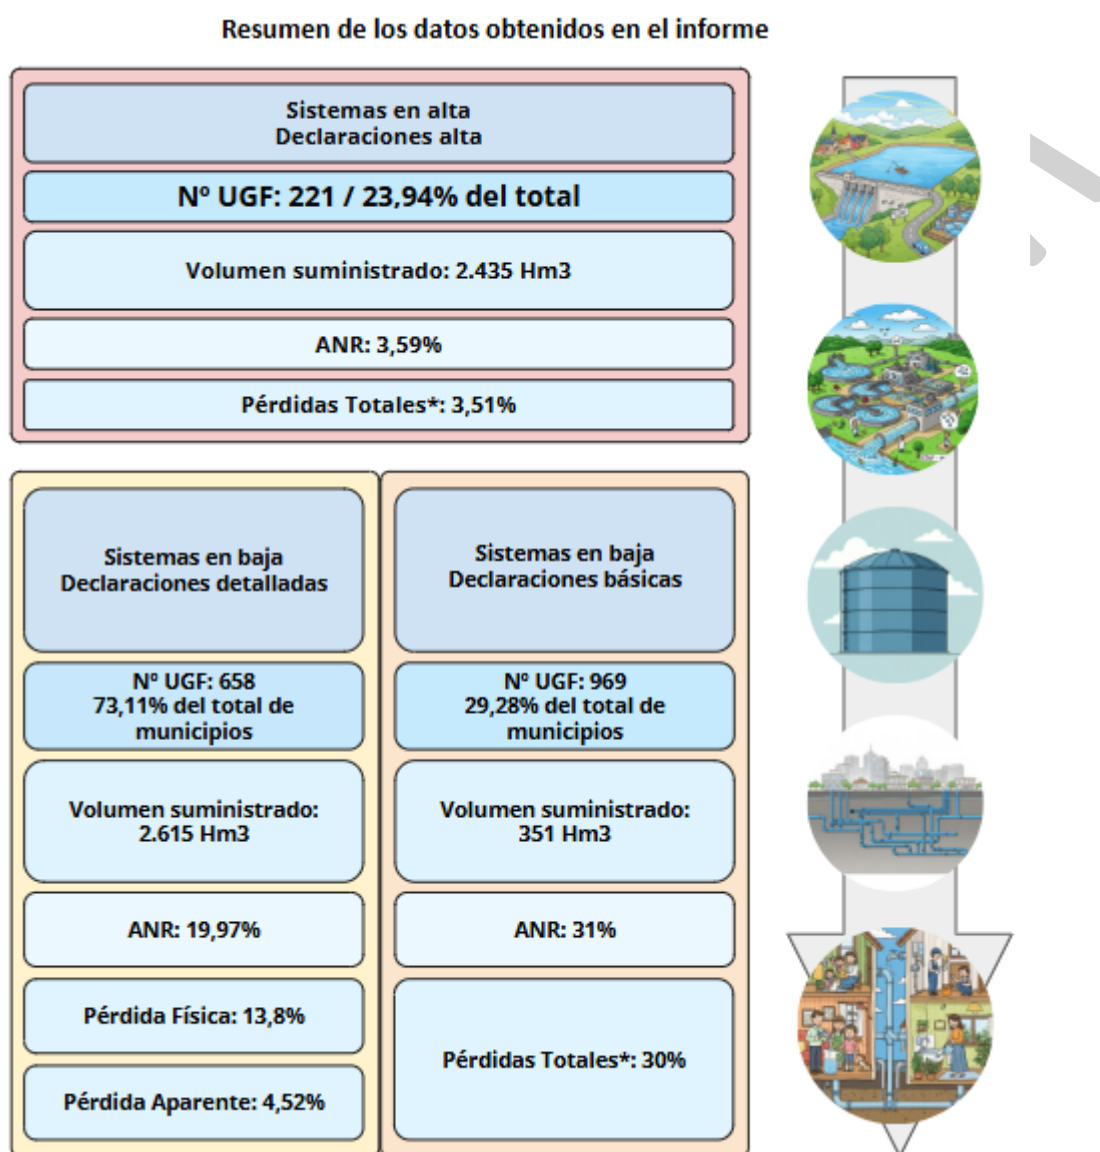 Resumen de los datos obtenidos en el informe
Sistemas en alta
Declaraciones alta
Nº UGF: 221 / 23,94% del total
Volumen suministrado: 2.435 Hm3
ANR: 3,59%
Pérdidas Totales*: 3,51%
Sistemas en baja
Declaraciones detalladas
Nº UGF: 658
73,11% del total de
municipios
Volumen suministrado:
2.615 Hm3
ANR: 19,97%
Pérdida Física: 13,8%
Pérdida Aparente: 4,52%
Sistemas en baja
Declaraciones básicas
Nº UGF: 969
29,28% del total de
municipios
Volumen suministrado:
351 Hm3
ANR: 31%
Pérdidas Totales*: 30%